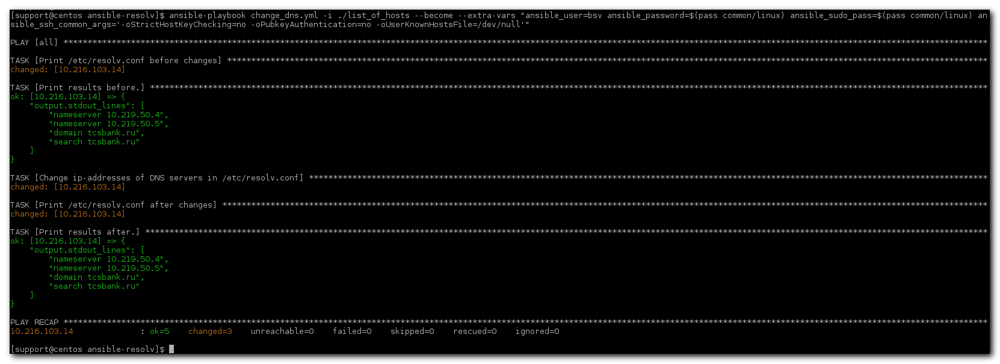 [support@centos ansible-resolv]$ ansible-playbook change_dns.yml -i ./list_of_hosts --become --extra-vars "ansible_user=bsv ansible_password=$(pass common/linux) ansible_sudo_pass=$(pass common/linux) an
sible_ssh_common_args='-oStrictHostKeyChecking=no -oPubkeyAuthentication=no -oUserKnownHostsFile=/dev/null'"
PLAY [all] ************************************************************************************************************************************************************************************************
TASK [Print /etc/resolv.conf before changes] **************************************************************************************************************************************************************
changed: [10.216.103.14]
TASK [Print results before.] ******************************************************************************************************************************************************************************
ok: [10.216.103.14] => {
    "output.stdout_lines": [
        "nameserver 10.219.50.4",
        "nameserver 10.219.50.5",
        "domain tcsbank.ru",
        "search tcsbank.ru"
    ]
}
TASK [Change ip-addresses of DNS servers in /etc/resolv.conf] *********************************************************************************************************************************************
changed: [10.216.103.14]
TASK [Print /etc/resolv.conf after changes] ***************************************************************************************************************************************************************
changed: [10.216.103.14]
TASK [Print results after.] *******************************************************************************************************************************************************************************
ok: [10.216.103.14] => {
    "output.stdout_lines": [
        "nameserver 10.219.50.4",
        "nameserver 10.219.50.5",
        "domain tcsbank.ru",
        "search tcsbank.ru"
    ]
}
PLAY RECAP ************************************************************************************************************************************************************************************************
10.216.103.14              : ok=5    changed=3    unreachable=0    failed=0    skipped=0    rescued=0    ignored=0
[support@centos ansible-resolv]$